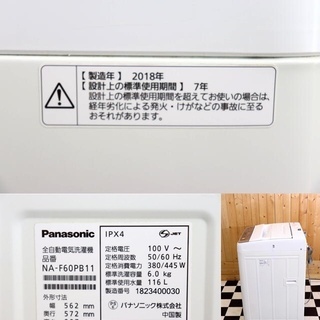 【製造年】2018年
【設計上の標準使用期間】 7年
設計上の標準使用期間を超えてお使いの場合は、
経年劣化による発火・けがなどの事故に至る
おそれがあります。
Panasonic
全自動電気洗濯機
品番
NA-F60PB11
外形寸法
幅 562 mm
奥行 572 mm
IPX4
JET
定格電圧 100 V ～
定格周波数 50/60 Hz
定格消費電力 380/445 W
標準洗濯容量 6.0 kg
標準水量 116 L
製造番号 1823400030
パナソニック株式会社
中国製